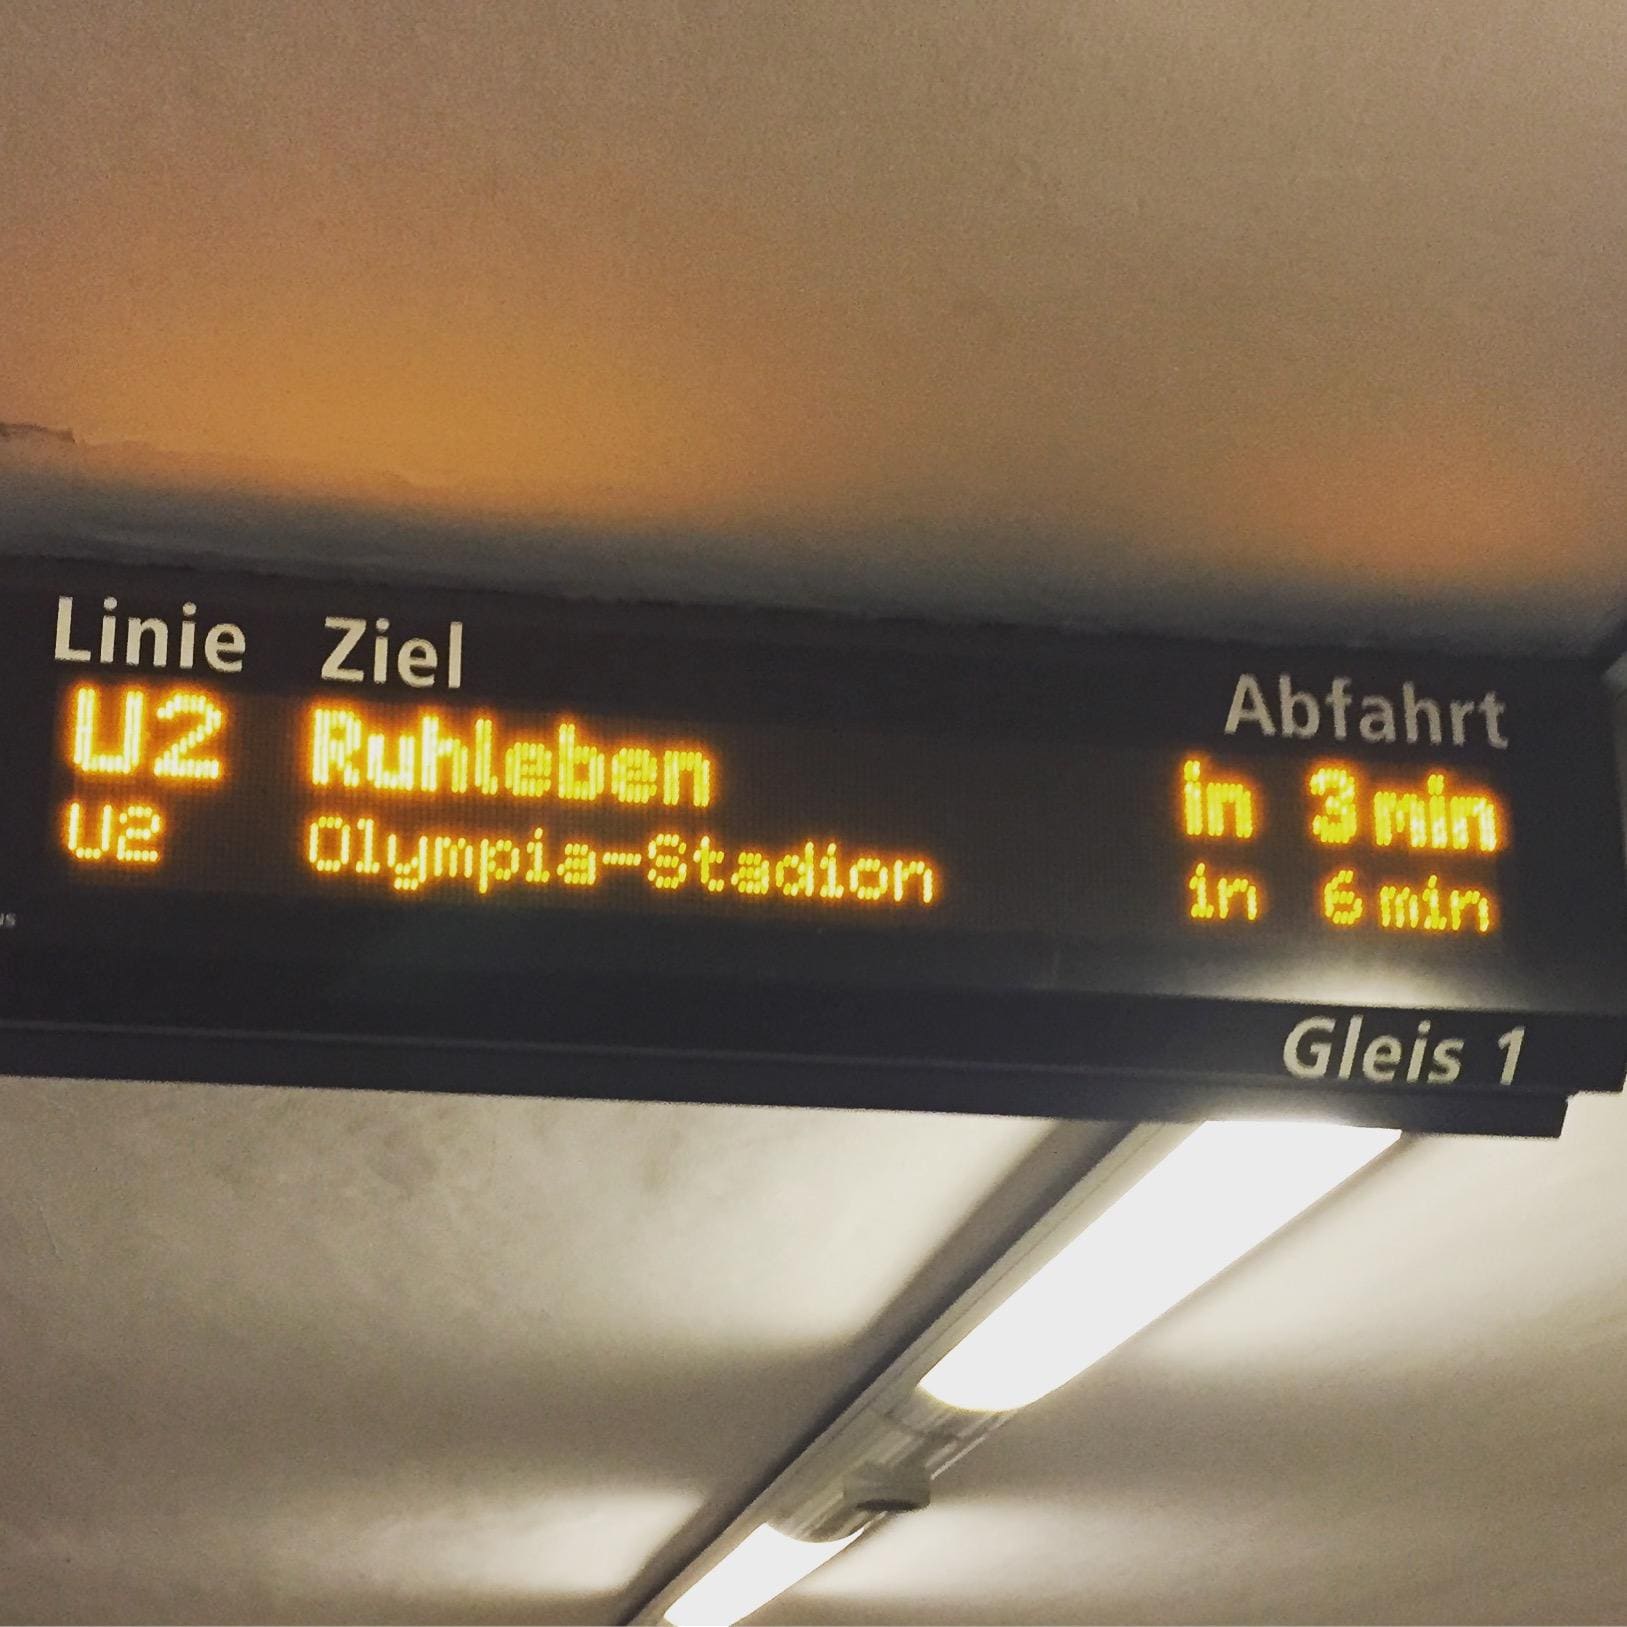 Linie Ziel Abfahrt
U2 Ruhleben in 3 min
U2 Olympia-Stadion in 6 min
Gleis 1